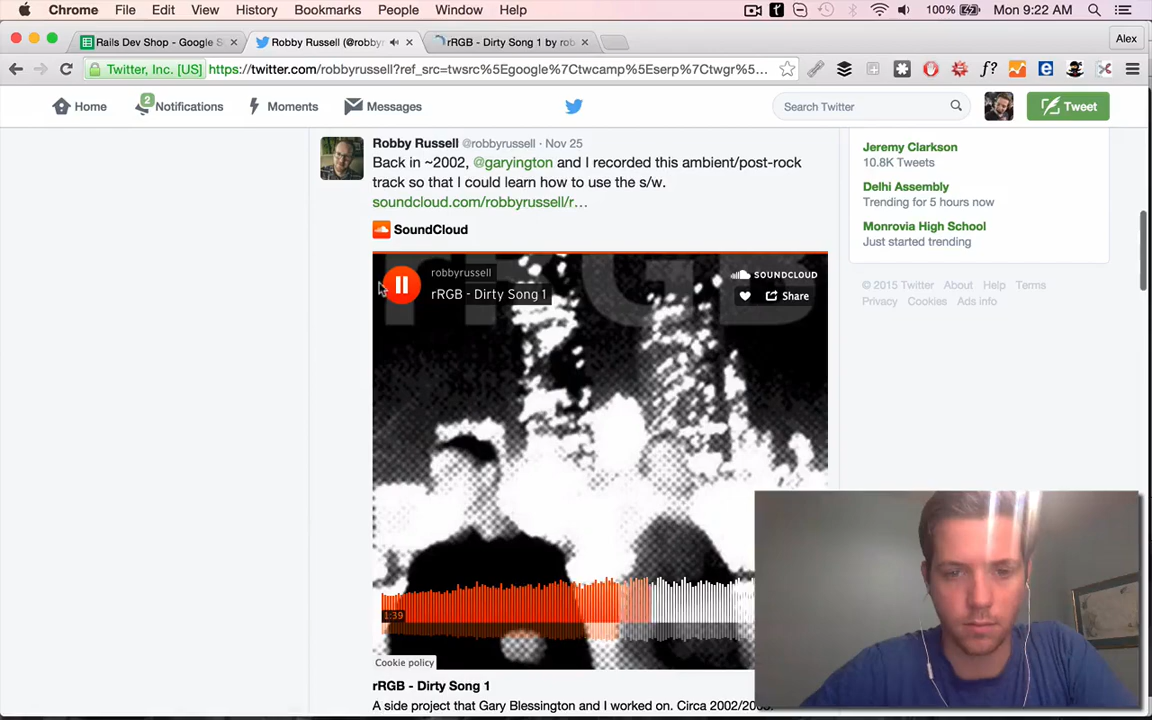 Chrome File Edit View History Bookmarks People Window Help 100% Mon 9:22 AM
Rails Dev Shop - Google S Robby Russell (@robby rRGB - Dirty Song 1 by rob Alex
Twitter, Inc. [US] https://twitter.com/robbyrussell?ref_src=twsrc%5Egoogle%7Ctwcamp%5Eserp%7Ctwgr%5...
Home 2 Notifications Moments Messages Search Twitter Tweet
Robby Russell @robbyrussell · Nov 25
Back in ~2002, @garyington and I recorded this ambient/post-rock
track so that I could learn how to use the s/w.
soundcloud.com/robbyrussell/r…
SoundCloud
robbyrussell
rRGB - Dirty Song 1
SOUNDCLOUD
Share
1:39
Cookie policy
rRGB - Dirty Song 1
A side project that Gary Blessington and I worked on. Circa 2002/2003.
Jeremy Clarkson
10.8K Tweets
Delhi Assembly
Trending for 5 hours now
Monrovia High School
Just started trending
© 2015 Twitter About Help Terms
Privacy Cookies Ads info